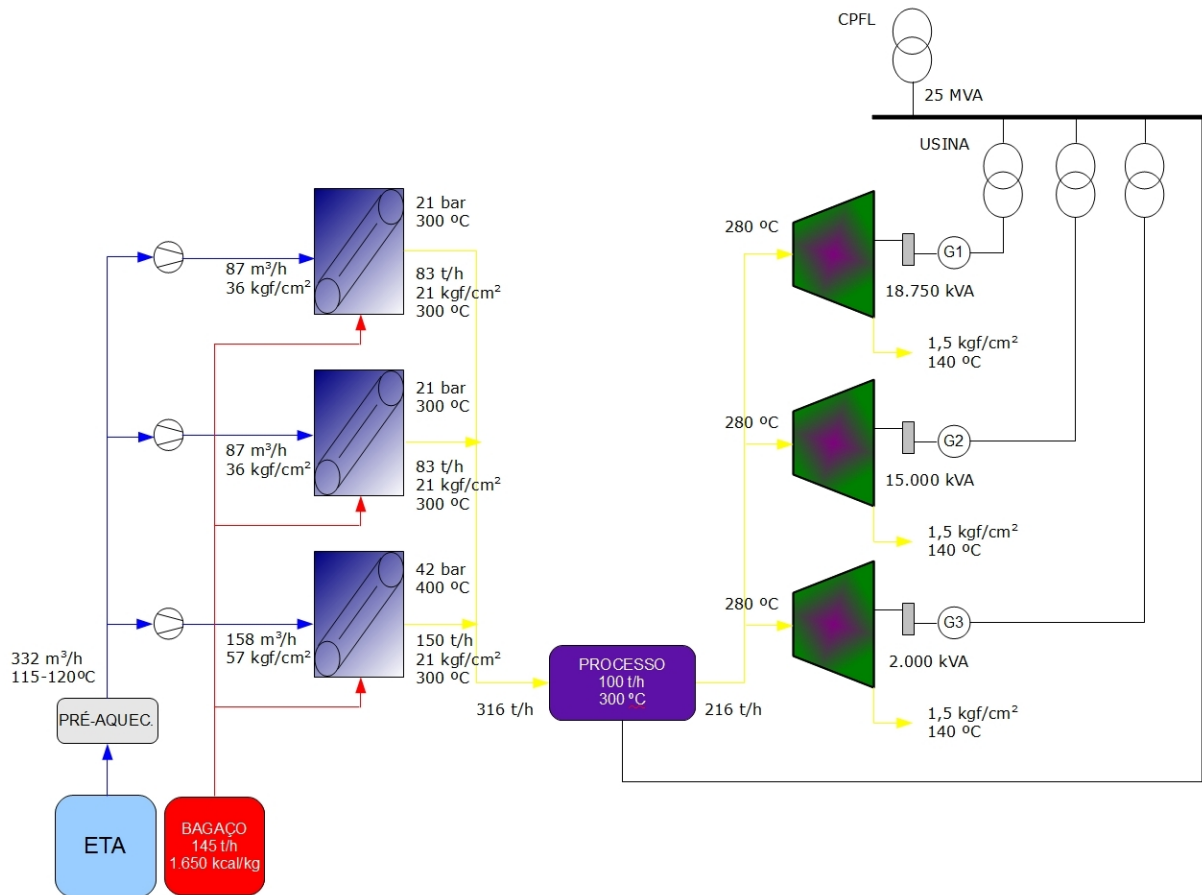 CPFL
25 MVA
USINA
21 bar
300 ºC
87 m³/h
36 kgf/cm²
83 t/h
21 kgf/cm²
300 ºC
280 ºC
G1
18.750 kVA
1,5 kgf/cm²
140 ºC
21 bar
300 ºC
87 m³/h
36 kgf/cm²
83 t/h
21 kgf/cm²
300 ºC
280 ºC
G2
15.000 kVA
1,5 kgf/cm²
140 ºC
42 bar
400 ºC
158 m³/h
57 kgf/cm²
150 t/h
21 kgf/cm²
300 ºC
280 ºC
G3
2.000 kVA
1,5 kgf/cm²
140 ºC
332 m³/h
115-120ºC
PRÉ-AQUEC.
316 t/h
PROCESSO
100 t/h
300 ºC
216 t/h
ETA
BAGAÇO
145 t/h
1.650 kcal/kg